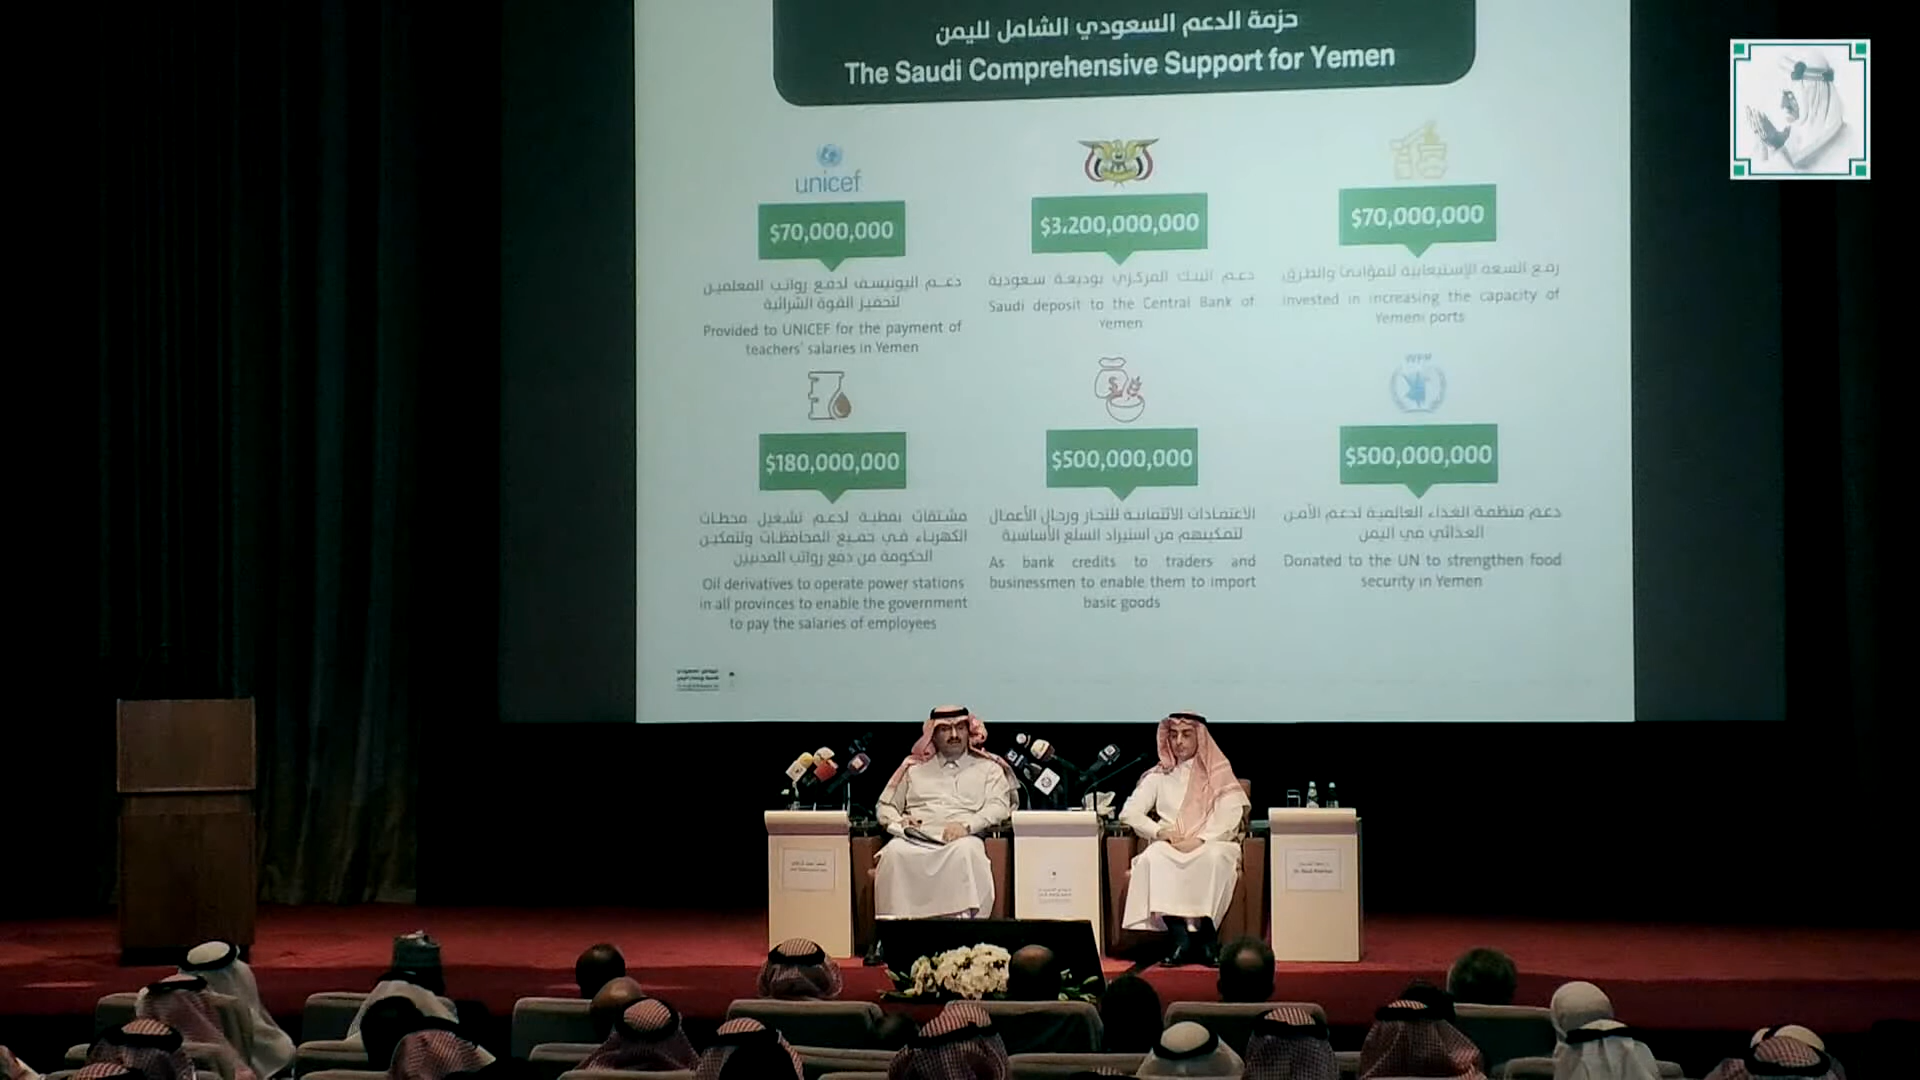 حزمة الدعم السعودي الشامل لليمن
The Saudi Comprehensive Support for Yemen
unicef
$70,000,000
دعم اليونيسف لدفع رواتب المعلمين
لتحفيز القوة الشرائية
Provided to UNICEF for the payment of
teachers' salaries in Yemen
$3,200,000,000
دعم البنك المركزي بوديعة سعودية
Saudi deposit to the Central Bank of
Yemen
$70,000,000
رفع السعة الإستيعابية للموانئ والطرق
Invested in increasing the capacity of
Yemeni ports
$180,000,000
مشتقات نفطية لدعم تشغيل محطات
الكهرباء في جميع المحافظات وتمكين
الحكومة من دفع رواتب المدنيين
Oil derivatives to operate power stations
in all provinces to enable the government
to pay the salaries of employees
$500,000,000
الاعتمادات الائتمانية للتجار ورجال الأعمال
لتمكينهم من استيراد السلع الأساسية
As bank credits to traders and
businessmen to enable them to import
basic goods
WFP
$500,000,000
دعم منظمة الغذاء العالمية لدعم الأمن
الغذائي في اليمن
Donated to the UN to strengthen food
security in Yemen